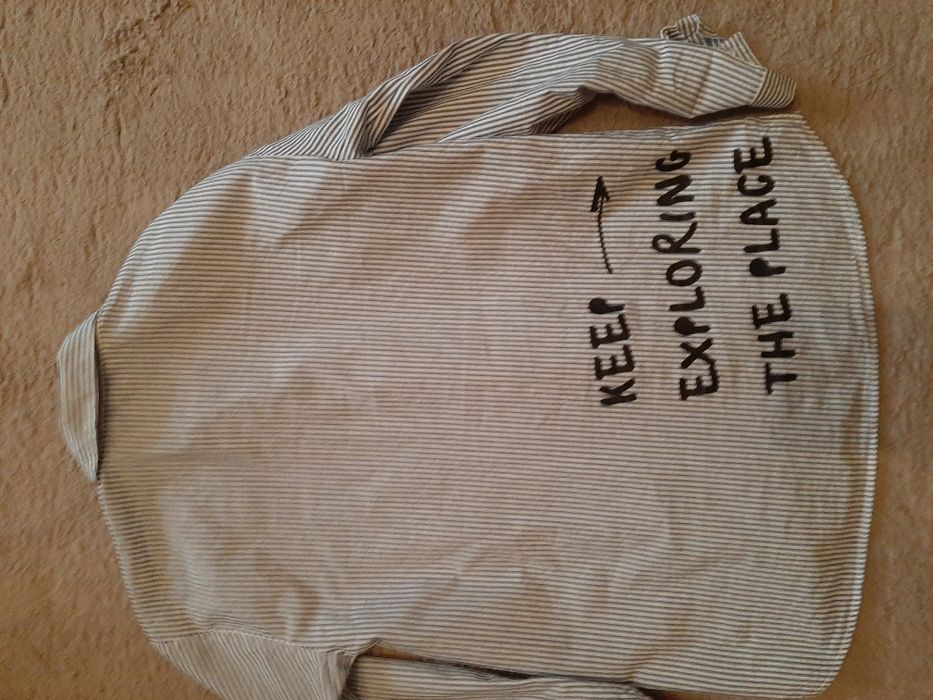 KEEP →
EXPLORING
THE PLACE